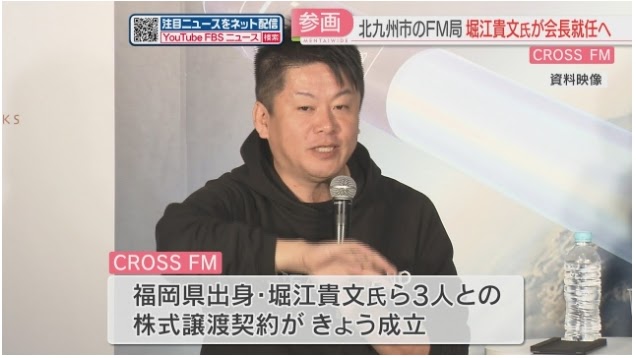 注目ニュースをネット配信
YouTube FBS ニュース 検索
参画
MENTAIWIDE
北九州市のFM局 堀江貴文氏が会長就任へ
CROSS FM
資料映像
KS
CROSS FM
福岡県出身・堀江貴文氏ら3人との
株式譲渡契約が きょう成立